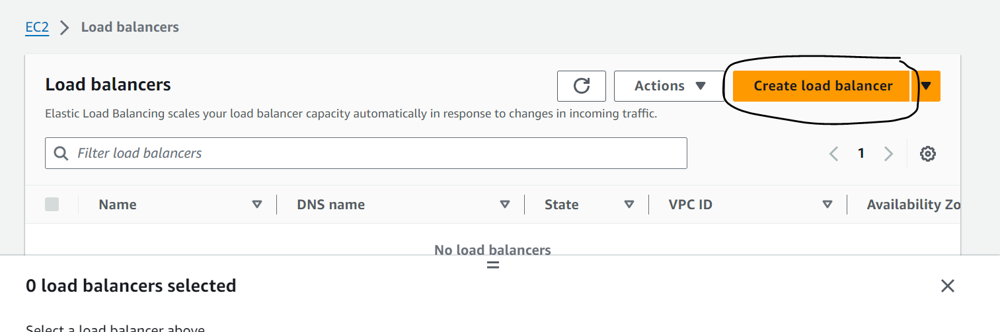 EC2 Load balancers
Load balancers
Actions
Create load balancer
Elastic Load Balancing scales your load balancer capacity automatically in response to changes in incoming traffic.
Filter load balancers
1
Name DNS name State VPC ID Availability Zo
No load balancers
0 load balancers selected
Select a load balancer above.